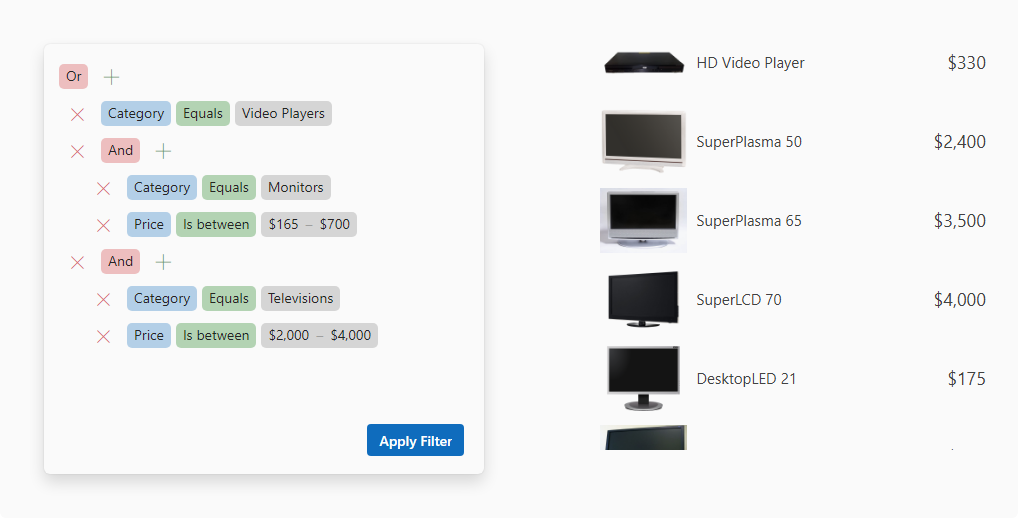 Or
Category Equals Video Players
And
Category Equals Monitors
Price Is between $165 – $700
And
Category Equals Televisions
Price Is between $2,000 – $4,000
Apply Filter
HD Video Player $330
SuperPlasma 50 $2,400
SuperPlasma 65 $3,500
SuperLCD 70 $4,000
DesktopLED 21 $175